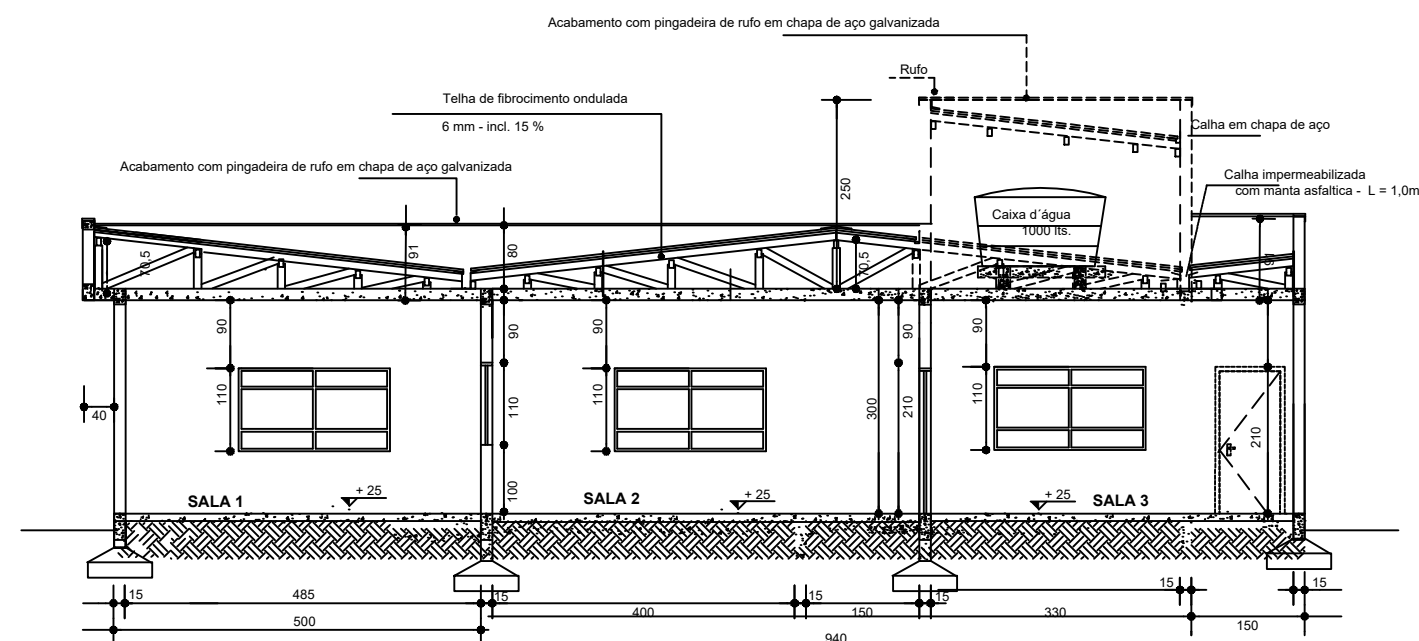 Acabamento com pingadeira de rufo em chapa de aço galvanizada
Rufo
Telha de fibrocimento ondulada
6 mm - incl. 15 %
Calha em chapa de aço
Acabamento com pingadeira de rufo em chapa de aço galvanizada
Calha impermeabilizada
com manta asfaltica - L = 1,0m
250
Caixa d´água
1000 lts.
70,5
91
80
70,5
90
90
90
90
90
110
110
110
110
40
300
210
210
100
SALA 1
+ 25
SALA 2
+ 25
+ 25
SALA 3
15
485
15
400
15
150
15
330
15
15
500
940
150